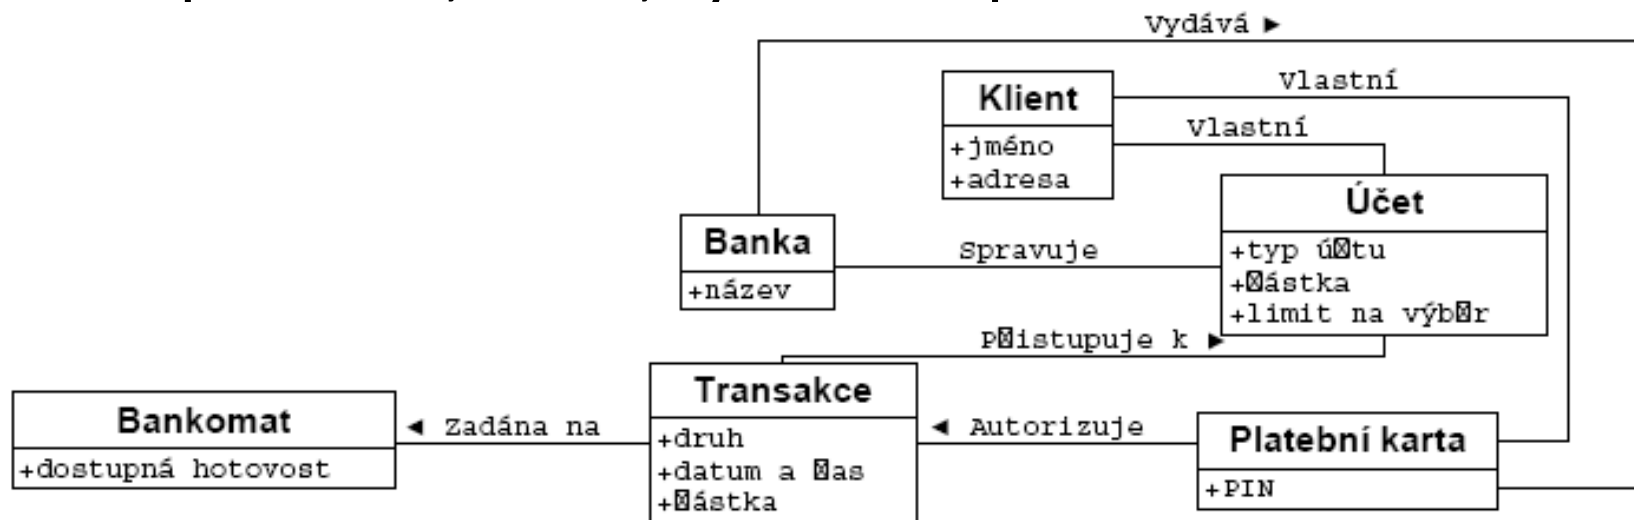 Vydává ►
Klient
+jméno
+adresa
Vlastní
Vlastní
Účet
+typ ú☒tu
+☒ástka
+limit na výb☒r
Banka
+název
Spravuje
P☒istupuje k ►
Transakce
+druh
+datum a ☒as
+☒ástka
Bankomat
+dostupná hotovost
◄ Zadána na
◄ Autorizuje
Platební karta
+PIN